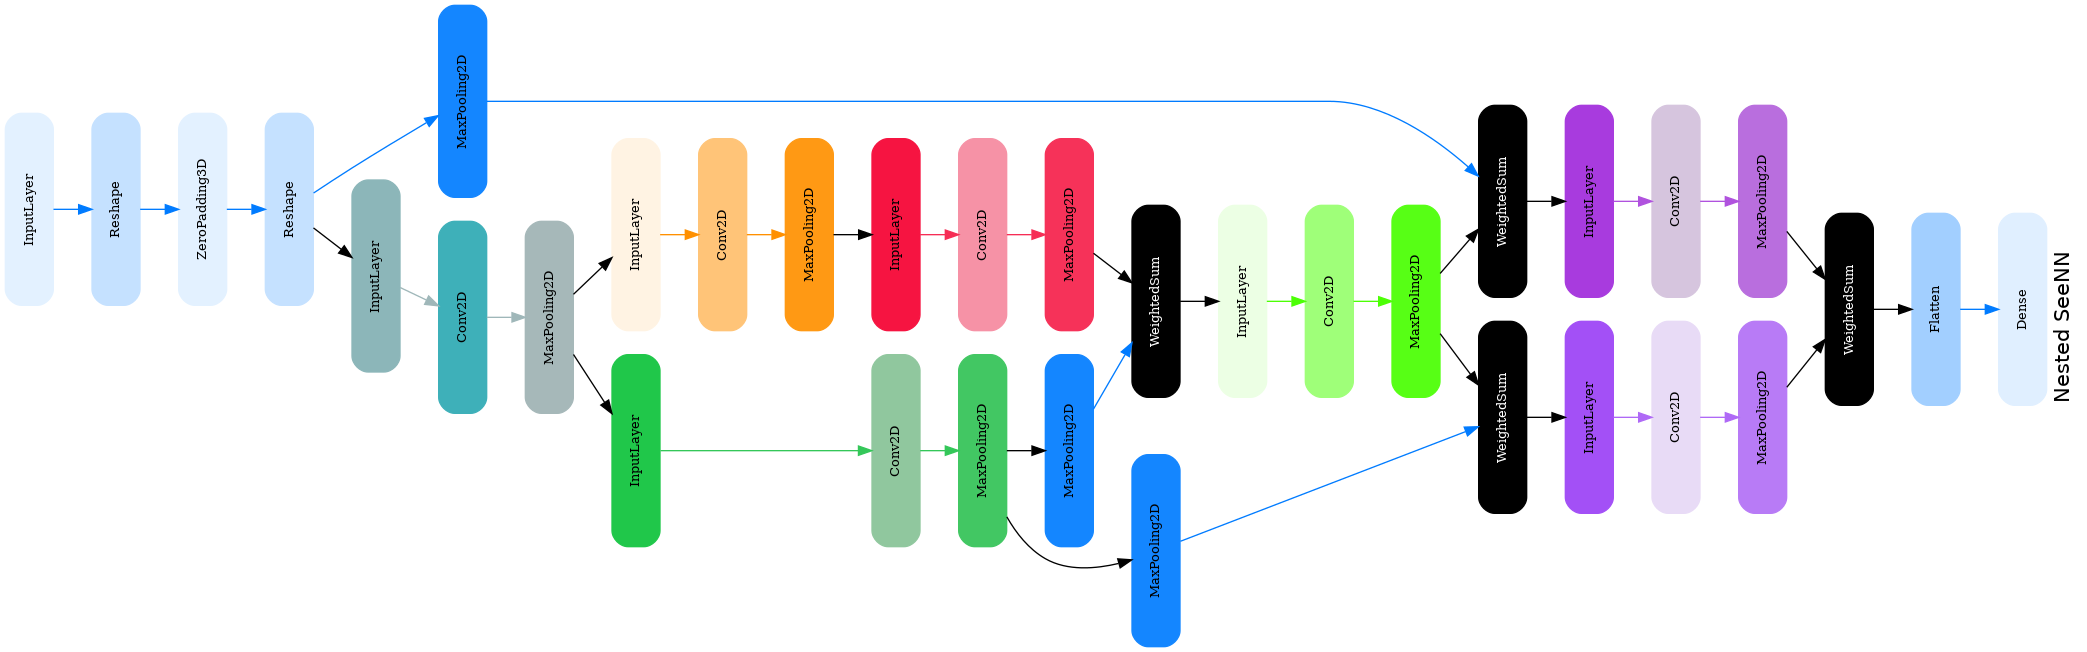 InputLayer
Reshape
ZeroPadding3D
Reshape
MaxPooling2D
InputLayer
Conv2D
MaxPooling2D
InputLayer
Conv2D
MaxPooling2D
InputLayer
Conv2D
MaxPooling2D
InputLayer
Conv2D
MaxPooling2D
MaxPooling2D
MaxPooling2D
WeightedSum
InputLayer
Conv2D
MaxPooling2D
WeightedSum
InputLayer
Conv2D
MaxPooling2D
WeightedSum
InputLayer
Conv2D
MaxPooling2D
WeightedSum
Flatten
Dense
Nested SeeNN